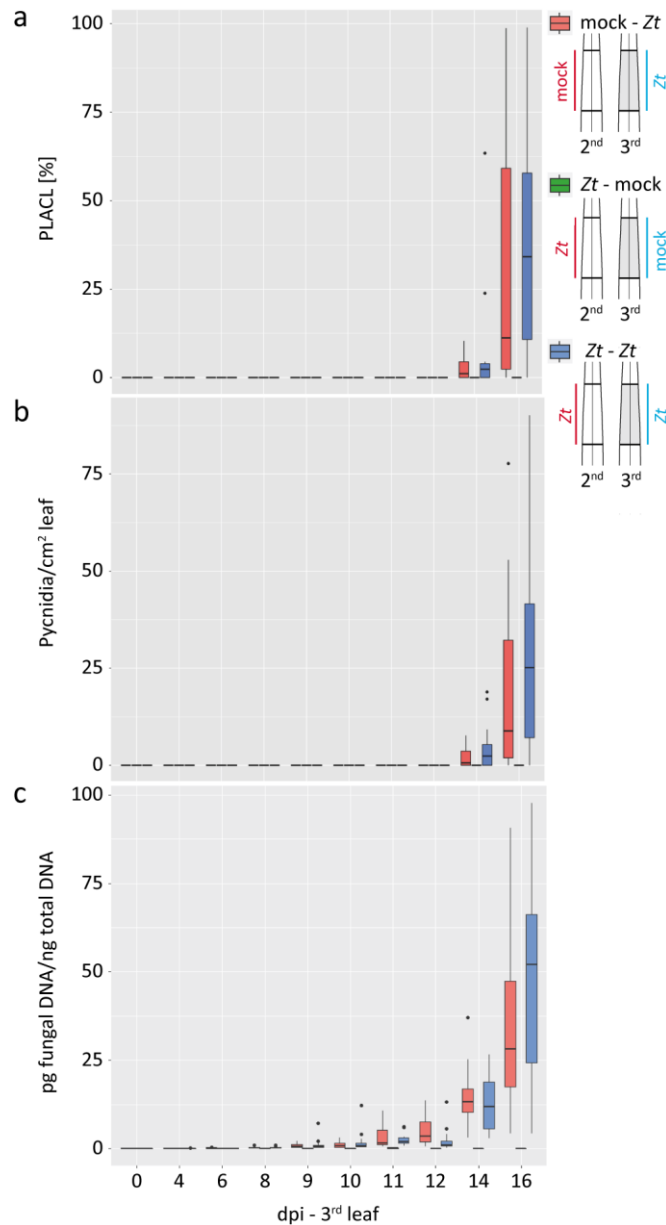 a
100
75
50
25
0
PLACL [%]
mock - Zt
mock
Zt
2nd 3rd
Zt - mock
Zt
mock
2nd 3rd
Zt - Zt
Zt
Zt
2nd 3rd
b
75
50
25
0
Pycnidia/cm² leaf
c
100
75
50
25
0
pg fungal DNA/ng total DNA
0 4 6 8 9 10 11 12 14 16
dpi - 3rd leaf